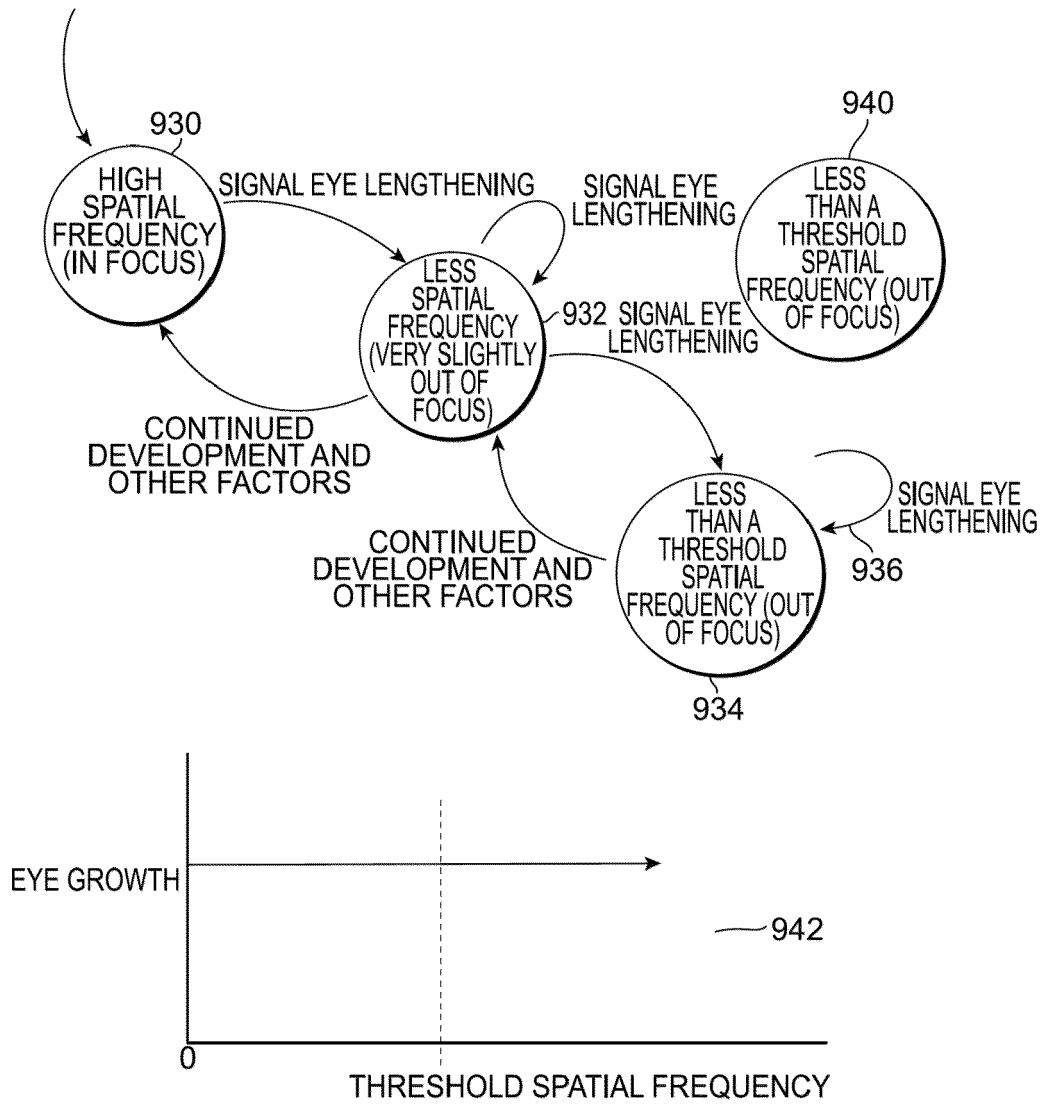 930
HIGH
SPATIAL
FREQUENCY
(IN FOCUS)
SIGNAL EYE LENGTHENING
SIGNAL EYE
LENGTHENING
940
LESS
THAN A
THRESHOLD
SPATIAL
FREQUENCY (OUT
OF FOCUS)
LESS
SPATIAL
FREQUENCY
(VERY SLIGHTLY
OUT OF
FOCUS)
932
SIGNAL EYE
LENGTHENING
CONTINUED
DEVELOPMENT AND
OTHER FACTORS
CONTINUED
DEVELOPMENT AND
OTHER FACTORS
LESS
THAN A
THRESHOLD
SPATIAL
FREQUENCY (OUT
OF FOCUS)
934
SIGNAL EYE
LENGTHENING
936
EYE GROWTH
942
0
THRESHOLD SPATIAL FREQUENCY